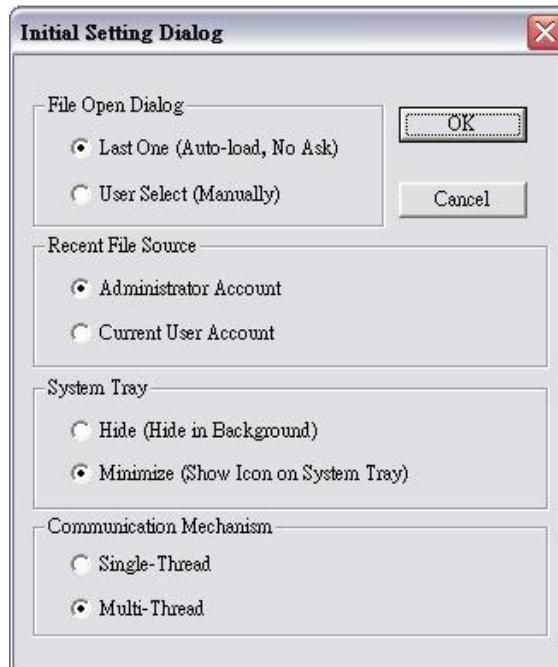 Initial Setting Dialog
File Open Dialog
Last One (Auto-load, No Ask)
User Select (Manually)
OK
Cancel
Recent File Source
Administrator Account
Current User Account
System Tray
Hide (Hide in Background)
Minimize (Show Icon on System Tray)
Communication Mechanism
Single-Thread
Multi-Thread